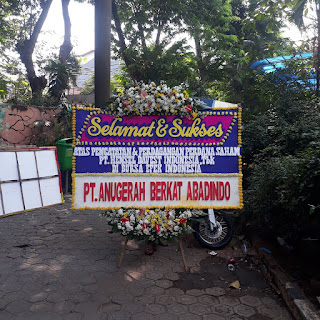 Selamat & Sukses
ATAS PENCATATAN & PERDAGANGAN PERDANA SAHAM
PT. HENSEL DAVEST INDONESIA ,TBK
DI BURSA EFEK INDONESIA
PT. ANUGERAH BERKAT ABADINDO